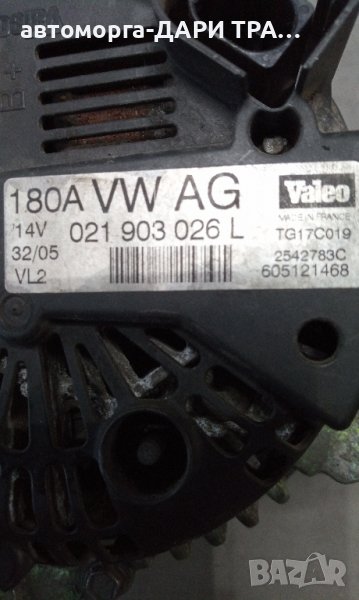 автоморга-ДАРИ ТРА...
180A VW AG
Valeo
14V 021 903 026 L
MADE IN FRANCE
TG17C019
32/05
2542783C
VL2
605121468
BAZAR